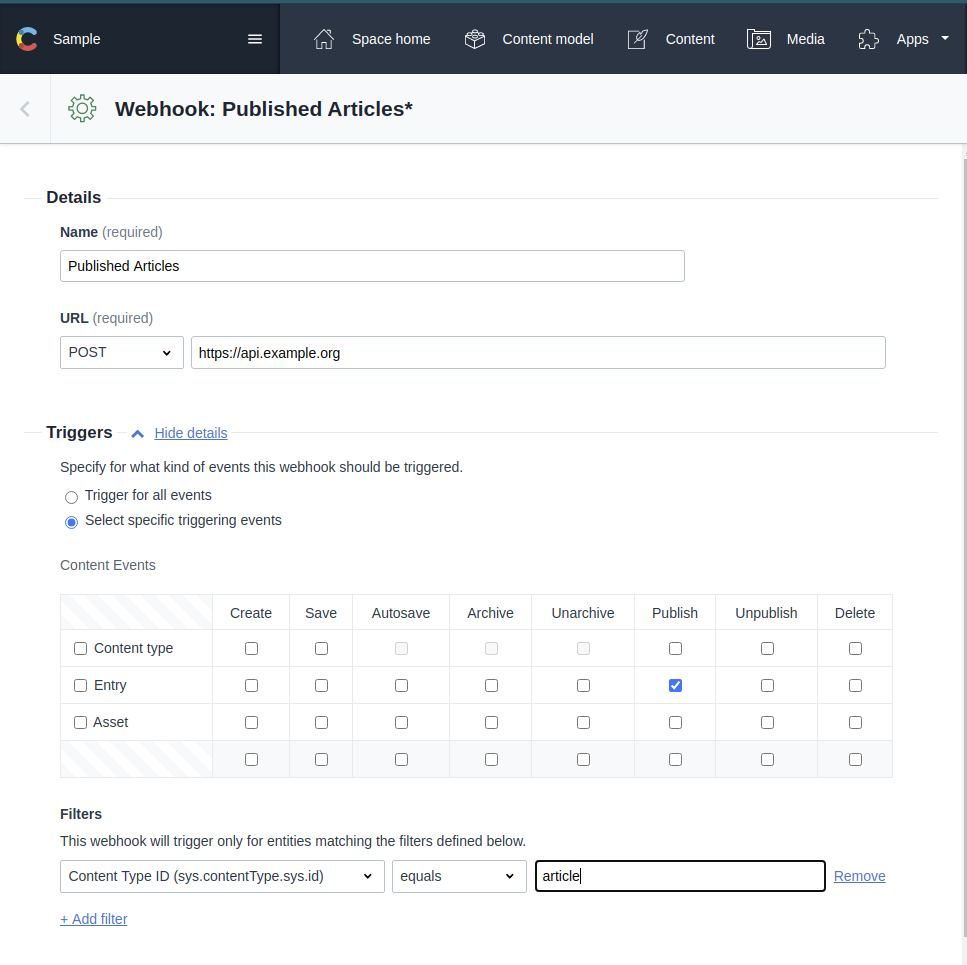 Sample Space home Content model Content Media Apps
Webhook: Published Articles*
Details
Name (required)
Published Articles
URL (required)
POST https://api.example.org
Triggers Hide details
Specify for what kind of events this webhook should be triggered.
Trigger for all events
Select specific triggering events
Content Events
Create Save Autosave Archive Unarchive Publish Unpublish Delete
Content type
Entry
Asset
Filters
This webhook will trigger only for entities matching the filters defined below.
Content Type ID (sys.contentType.sys.id) equals article Remove
+ Add filter